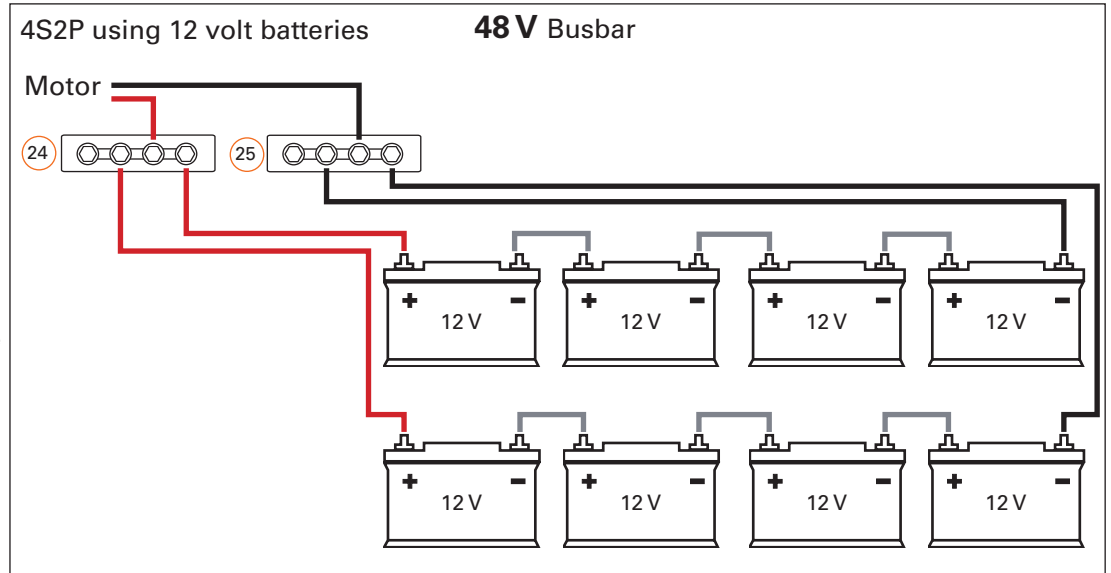 4S2P using 12 volt batteries 48 V Busbar
Motor
24 25
+ − + − + − + −
12 V 12 V 12 V 12 V
+ − + − + − + −
12 V 12 V 12 V 12 V